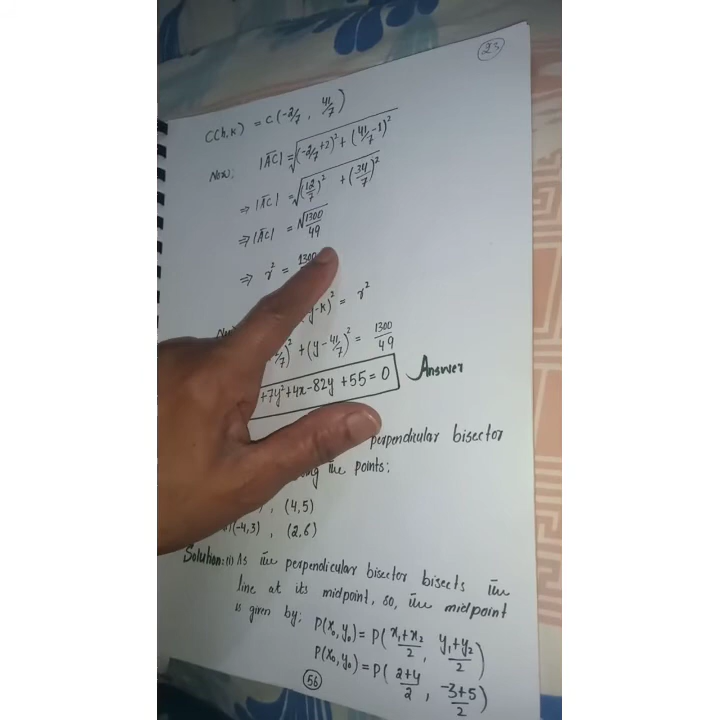 23
C(h,k) = C(-2/7, 41/7)
Now, |AC| = √((-2/7+2)² + (41/7-1)²)
⇒ |AC| = √((12/7)² + (34/7)²)
⇒ |AC| = √(1300/49)
⇒ r² = 1300
y-k)² = r²
)² + (y-41/7)² = 1300/49
+7y²+4x-82y+55=0 Answer
perpendicular bisector
the points:
, (4,5)
(-4,3) , (2,6)
Solution: (i) As the perpendicular bisector bisects the
line at its midpoint, so, the midpoint
is given by; P(x₀,y₀) = P(x₁+x₂/2, y₁+y₂/2)
P(x₀,y₀) = P(2+4/2, -3+5/2)
56